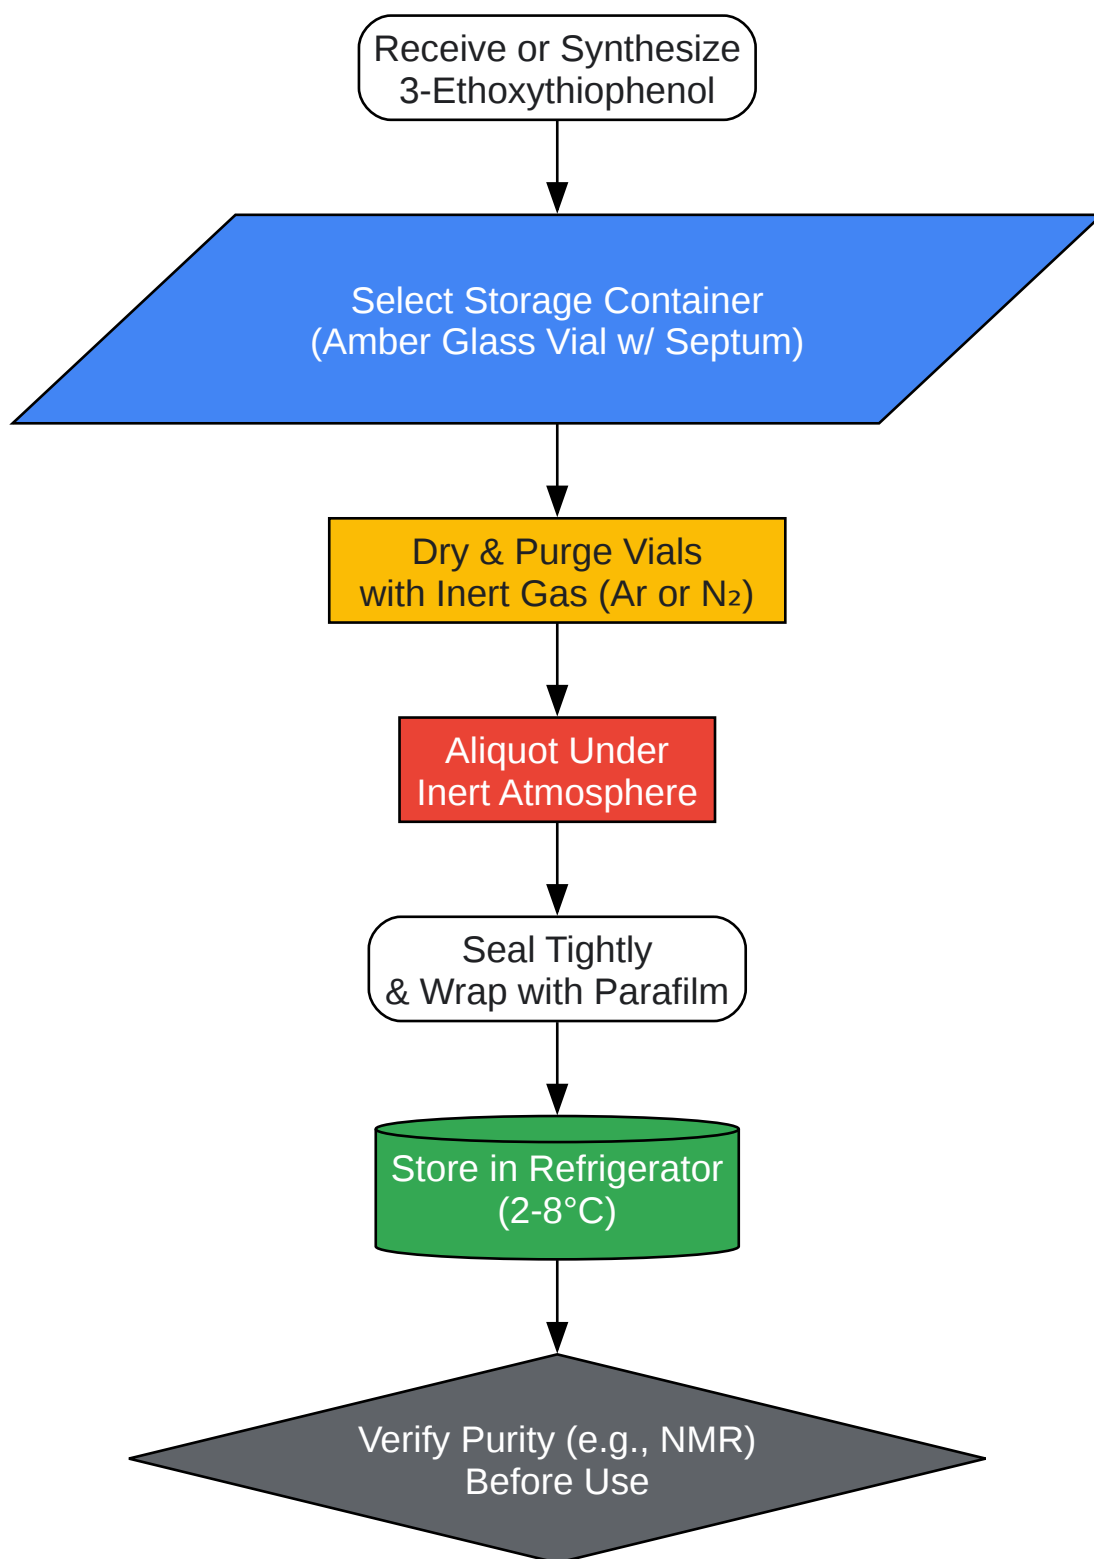 Receive or Synthesize
3-Ethoxythiophenol
Select Storage Container
(Amber Glass Vial w/ Septum)
Dry & Purge Vials
with Inert Gas (Ar or N₂)
Aliquot Under
Inert Atmosphere
Seal Tightly
& Wrap with Parafilm
Store in Refrigerator
(2-8°C)
Verify Purity (e.g., NMR)
Before Use